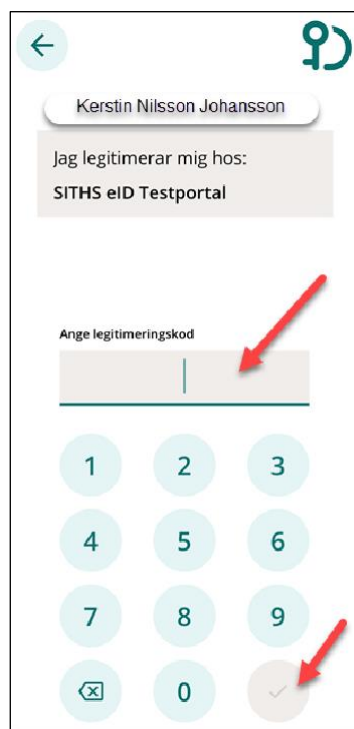 Kerstin Nilsson Johansson
Jag legitimerar mig hos:
SITHS eID Testportal
Ange legitimeringskod
1 2 3
4 5 6
7 8 9
0